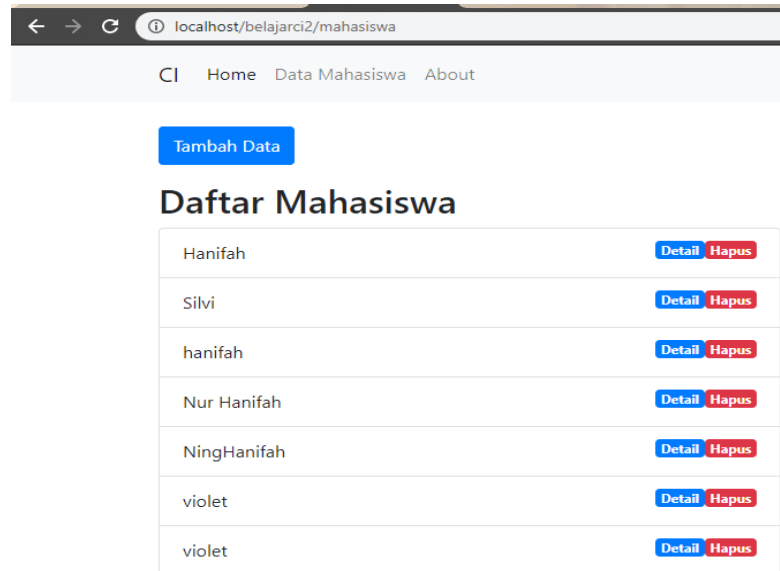 localhost/belajarci2/mahasiswa
CI Home Data Mahasiswa About
Tambah Data
Daftar Mahasiswa
Hanifah Detail Hapus
Silvi Detail Hapus
hanifah Detail Hapus
Nur Hanifah Detail Hapus
NingHanifah Detail Hapus
violet Detail Hapus
violet Detail Hapus